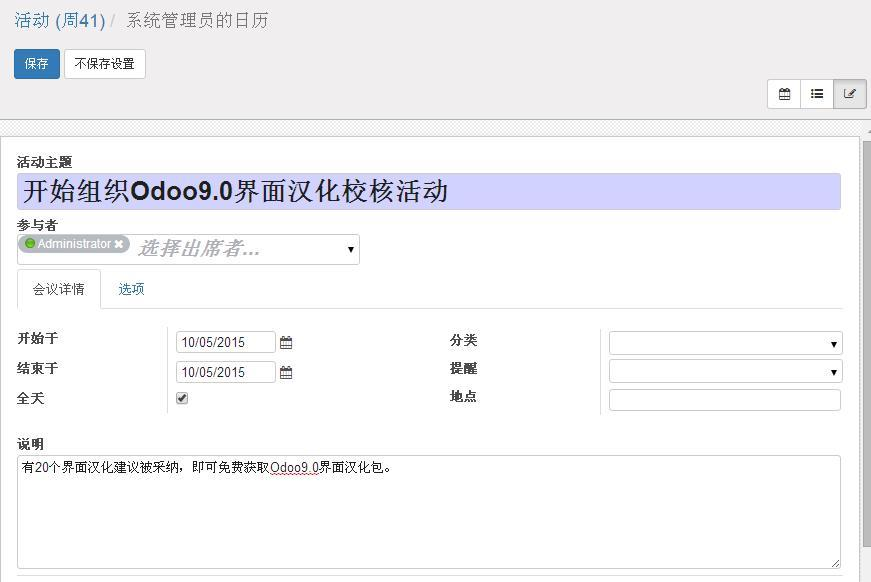 活动 (周41) / 系统管理员的日历
保存 不保存设置
活动主题
开始组织Odoo9.0界面汉化校核活动
参与者
Administrator 选择出席者...
会议详情 选项
开始于 10/05/2015 分类
结束于 10/05/2015 提醒
全天 地点
说明
有20个界面汉化建议被采纳，即可免费获取Odoo9.0界面汉化包。